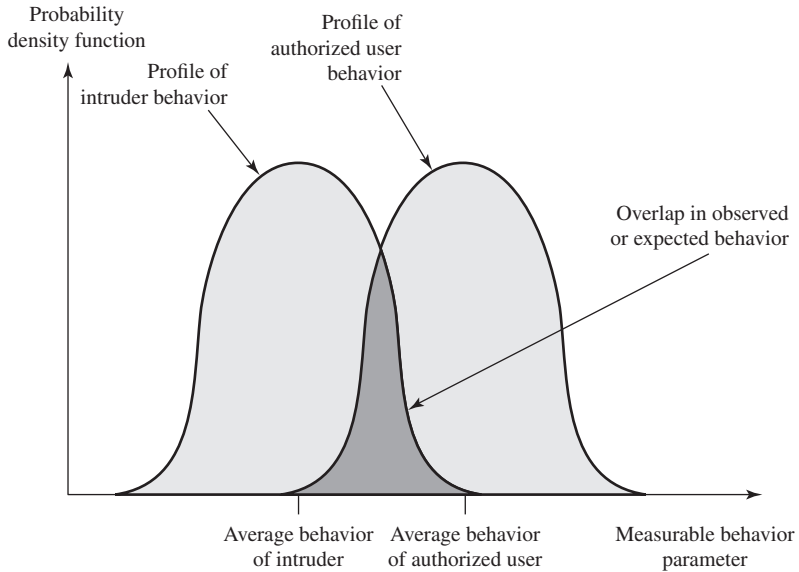 Probability
density function
Profile of
intruder behavior
Profile of
authorized user
behavior
Overlap in observed
or expected behavior
Average behavior
of intruder
Average behavior
of authorized user
Measurable behavior
parameter